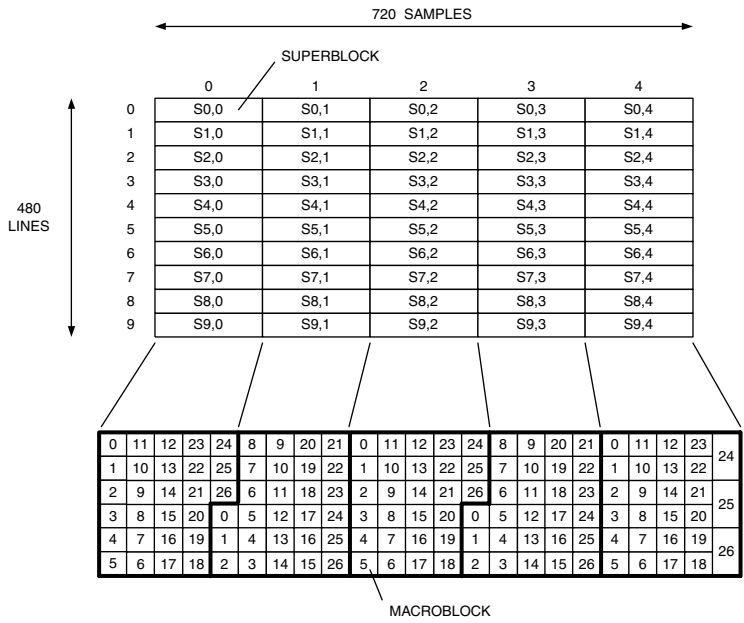 720 SAMPLES
SUPERBLOCK
0 1 2 3 4
0 S0,0 S0,1 S0,2 S0,3 S0,4
1 S1,0 S1,1 S1,2 S1,3 S1,4
2 S2,0 S2,1 S2,2 S2,3 S2,4
3 S3,0 S3,1 S3,2 S3,3 S3,4
480
LINES
4 S4,0 S4,1 S4,2 S4,3 S4,4
5 S5,0 S5,1 S5,2 S5,3 S5,4
6 S6,0 S6,1 S6,2 S6,3 S6,4
7 S7,0 S7,1 S7,2 S7,3 S7,4
8 S8,0 S8,1 S8,2 S8,3 S8,4
9 S9,0 S9,1 S9,2 S9,3 S9,4
0 11 12 23 24 8 9 20 21 0 11 12 23 24 8 9 20 21 0 11 12 23 24
1 10 13 22 25 7 10 19 22 1 10 13 22 25 7 10 19 22 1 10 13 22
2 9 14 21 26 6 11 18 23 2 9 14 21 26 6 11 18 23 2 9 14 21 25
3 8 15 20 0 5 12 17 24 3 8 15 20 0 5 12 17 24 3 8 15 20
4 7 16 19 1 4 13 16 25 4 7 16 19 1 4 13 16 25 4 7 16 19 26
5 6 17 18 2 3 14 15 26 5 6 17 18 2 3 14 15 26 5 6 17 18
MACROBLOCK